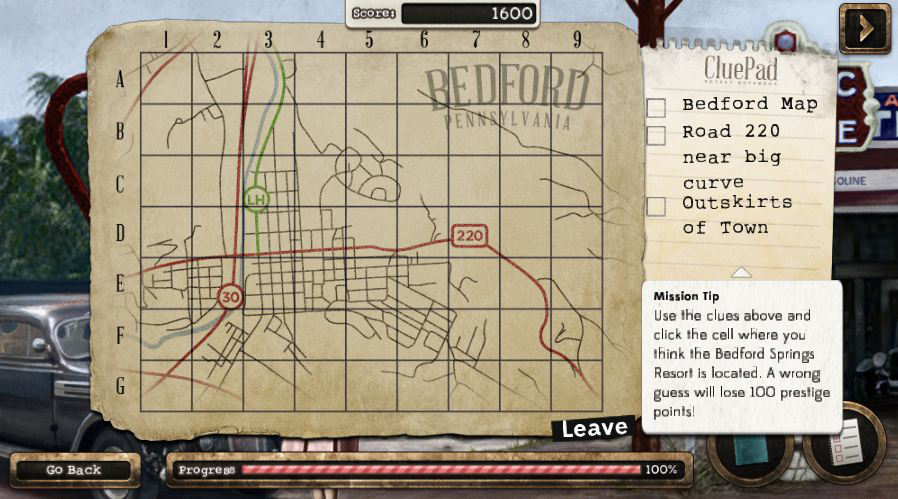 Score: 1600
1 2 3 4 5 6 7 8 9
A
B
C
D
E
F
G
BEDFORD
PENNSYLVANIA
LH
220
30
CluePad
POCKET NOTEBOOK
Bedford Map
Road 220
near big
curve
Outskirts
of Town
OLINE
Mission Tip
Use the clues above and
click the cell where you
think the Bedford Springs
Resort is located. A wrong
guess will lose 100 prestige
points!
Leave
Go Back
Progress 100%